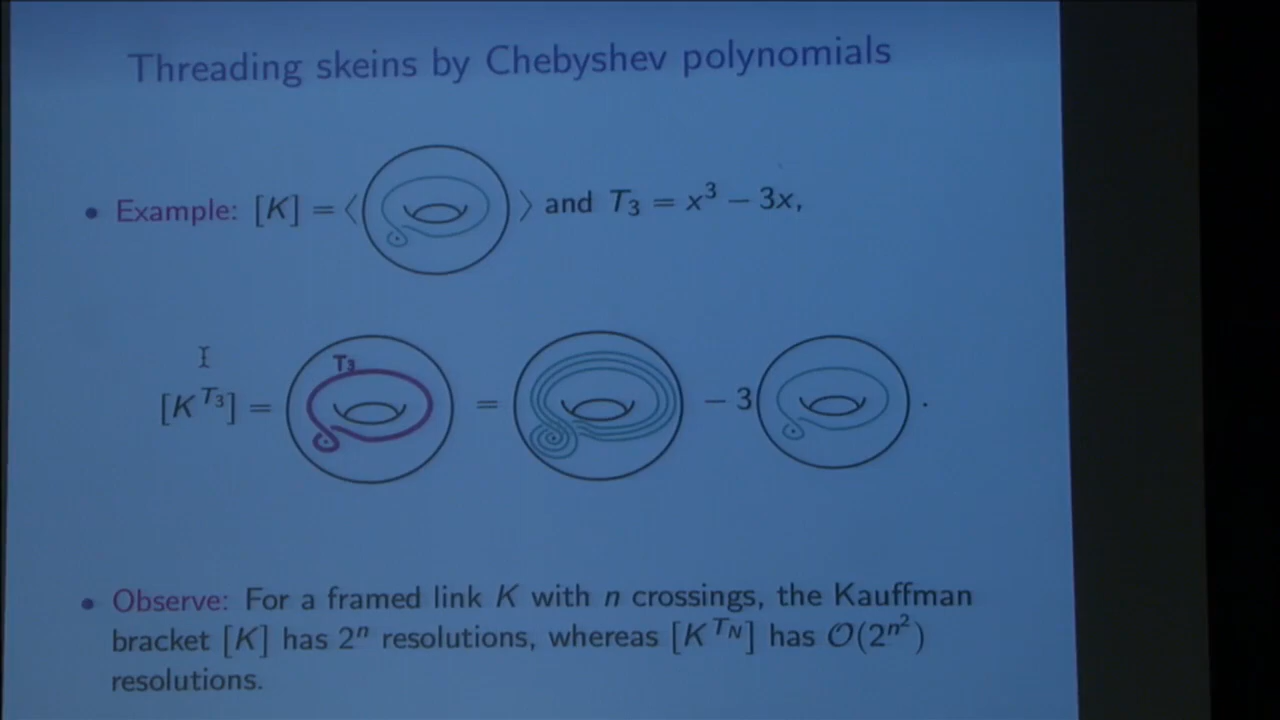 Threading skeins by Chebyshev polynomials
• Example: [K] = ⟨ ⟩ and T₃ = x³ − 3x,
T₃
[K^{T₃}] = = − 3 .
• Observe: For a framed link K with n crossings, the Kauffman
bracket [K] has 2ⁿ resolutions, whereas [K^{T_N}] has 𝒪(2^{n²})
resolutions.